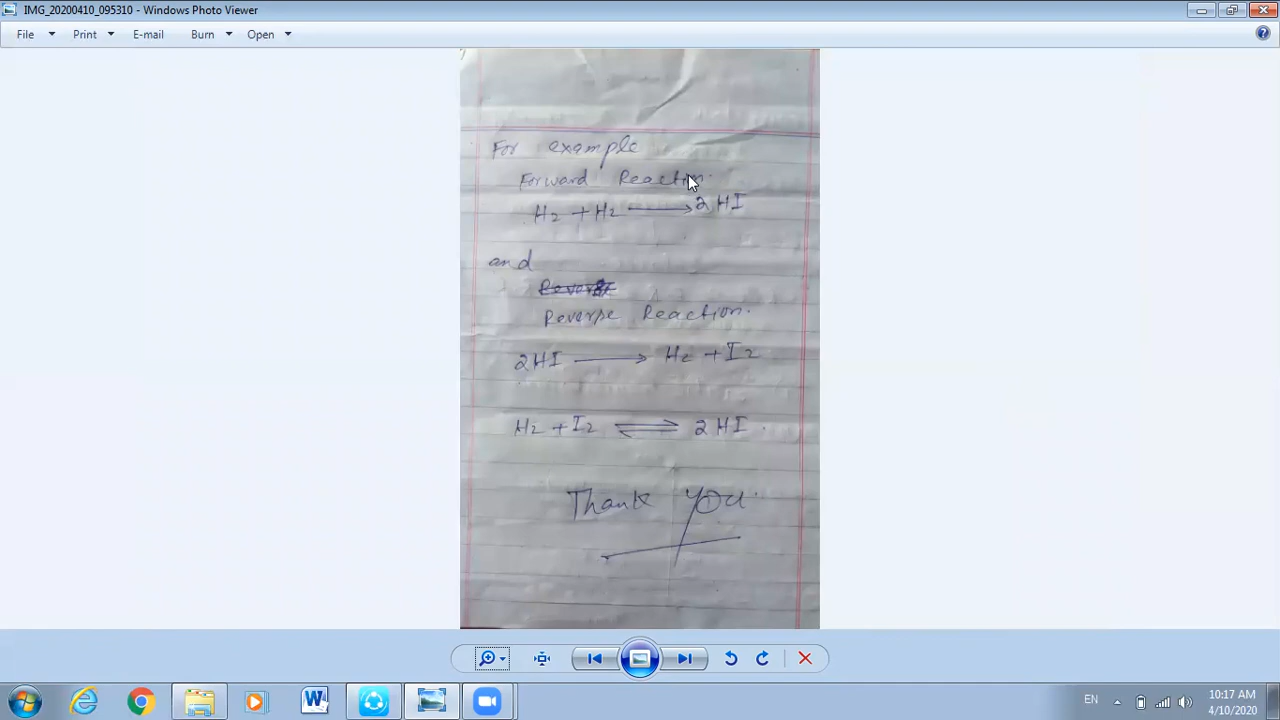 IMG_20200410_095310 - Windows Photo Viewer
File Print E-mail Burn Open
For example
Forward Reaction.
H2 + H2 ⟶ 2HI
and
Reverse Reaction.
2HI ⟶ H2 + I2
H2 + I2 ⇌ 2HI.
Thank You.
EN
10:17 AM
4/10/2020